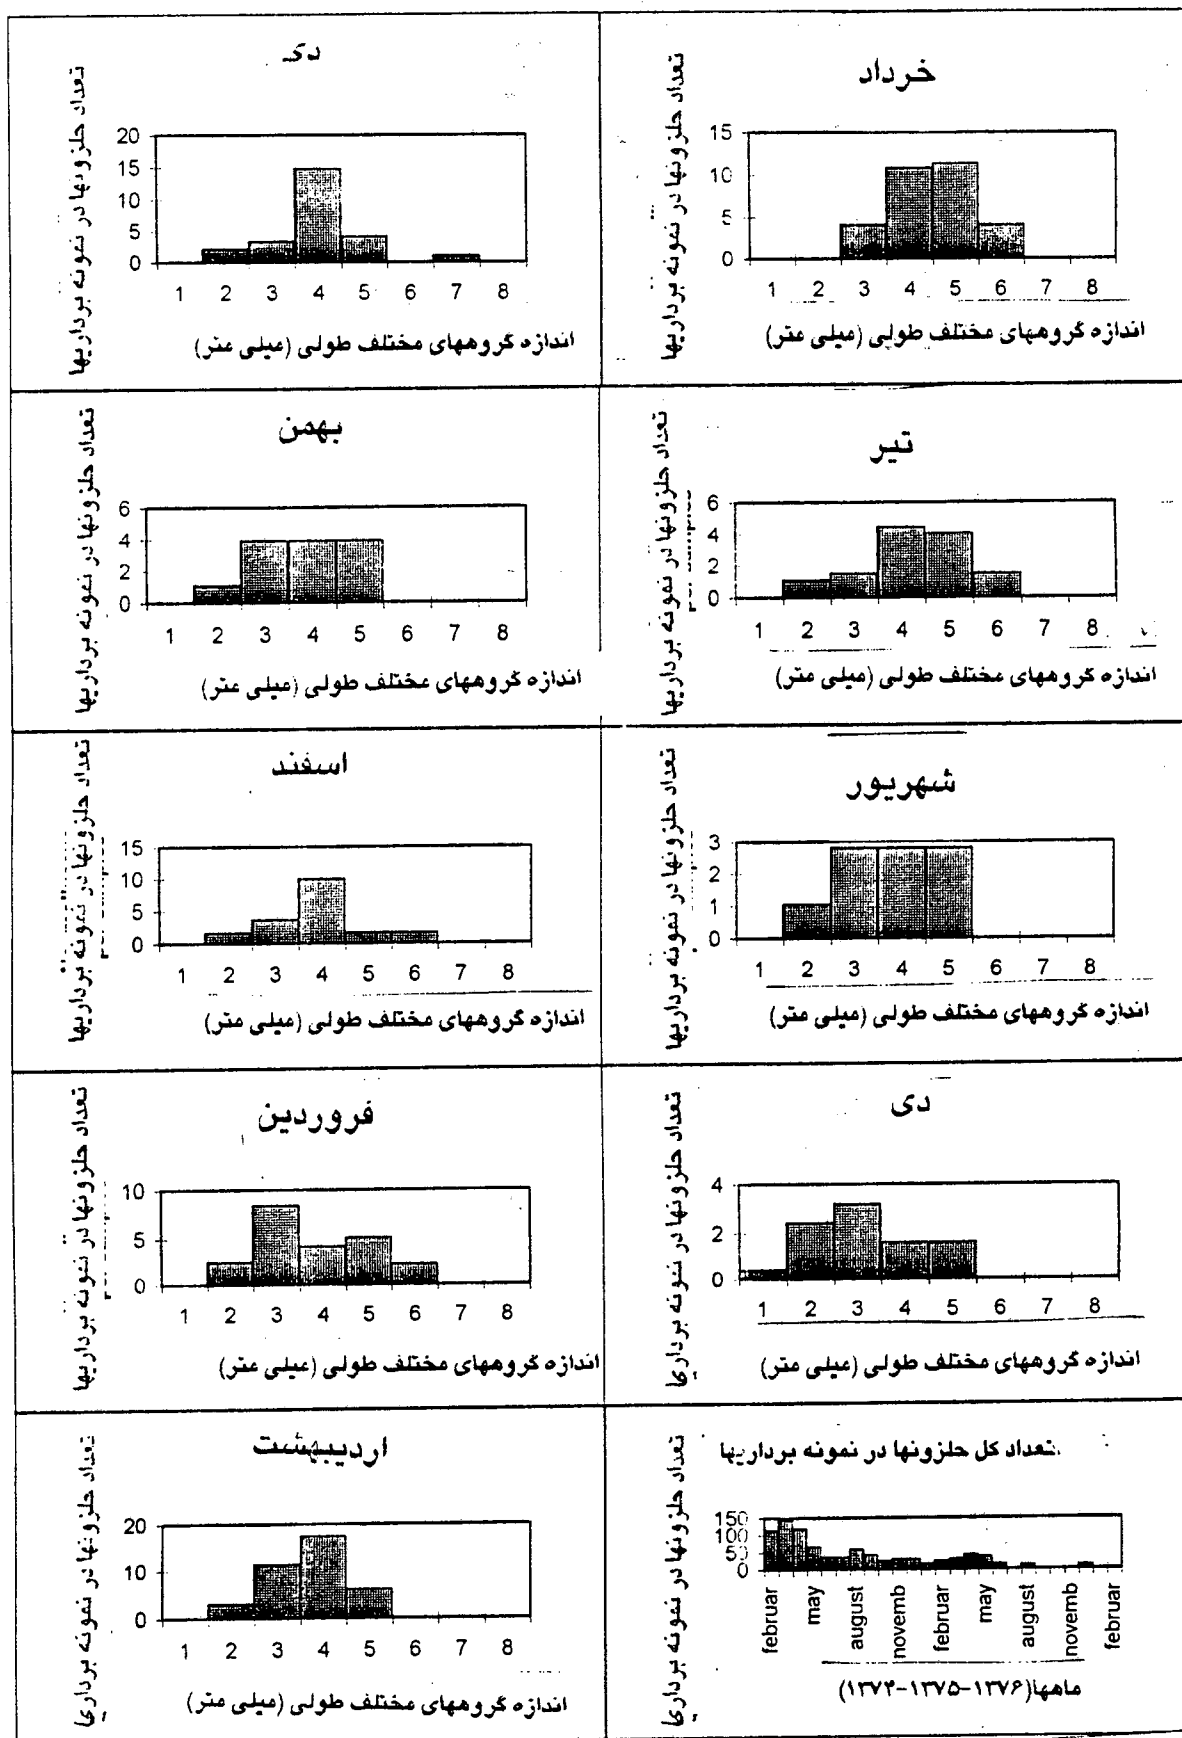 خرداد
تعداد حلزونها در نمونه برداریها
15
10
5
0
1 2 3 4 5 6 7 8
اندازه گروههای مختلف طولی (میلی متر)
دی
تعداد حلزونها در نمونه برداریها
20
15
10
5
0
1 2 3 4 5 6 7 8
اندازه گروههای مختلف طولی (میلی متر)
تیر
تعداد حلزونها در نمونه برداریها
6
4
2
0
1 2 3 4 5 6 7 8
اندازه گروههای مختلف طولی (میلی متر)
بهمن
تعداد حلزونها در نمونه برداریها
6
4
2
0
1 2 3 4 5 6 7 8
اندازه گروههای مختلف طولی (میلی متر)
شهریور
تعداد حلزونها در نمونه برداریها
3
2
1
0
1 2 3 4 5 6 7 8
اندازه گروههای مختلف طولی (میلی متر)
اسفند
تعداد حلزونها در نمونه برداریها
15
10
5
0
1 2 3 4 5 6 7 8
اندازه گروههای مختلف طولی (میلی متر)
دی
تعداد حلزونها در نمونه برداری
4
2
0
1 2 3 4 5 6 7 8
اندازه گروههای مختلف طولی (میلی متر)
فروردین
تعداد حلزونها در نمونه برداریها
10
5
0
1 2 3 4 5 6 7 8
اندازه گروههای مختلف طولی (میلی متر)
تعداد کل حلزونها در نمونه برداریها
تعداد حلزونها در نمونه برداری
150
100
50
0
februar may august novemb februar may august novemb februar
ماهها(۱۳۷۶-۱۳۷۵-۱۳۷۴)
اردیبهشت
تعداد حلزونها در نمونه برداری
20
10
0
1 2 3 4 5 6 7 8
اندازه گروههای مختلف طولی (میلی متر)